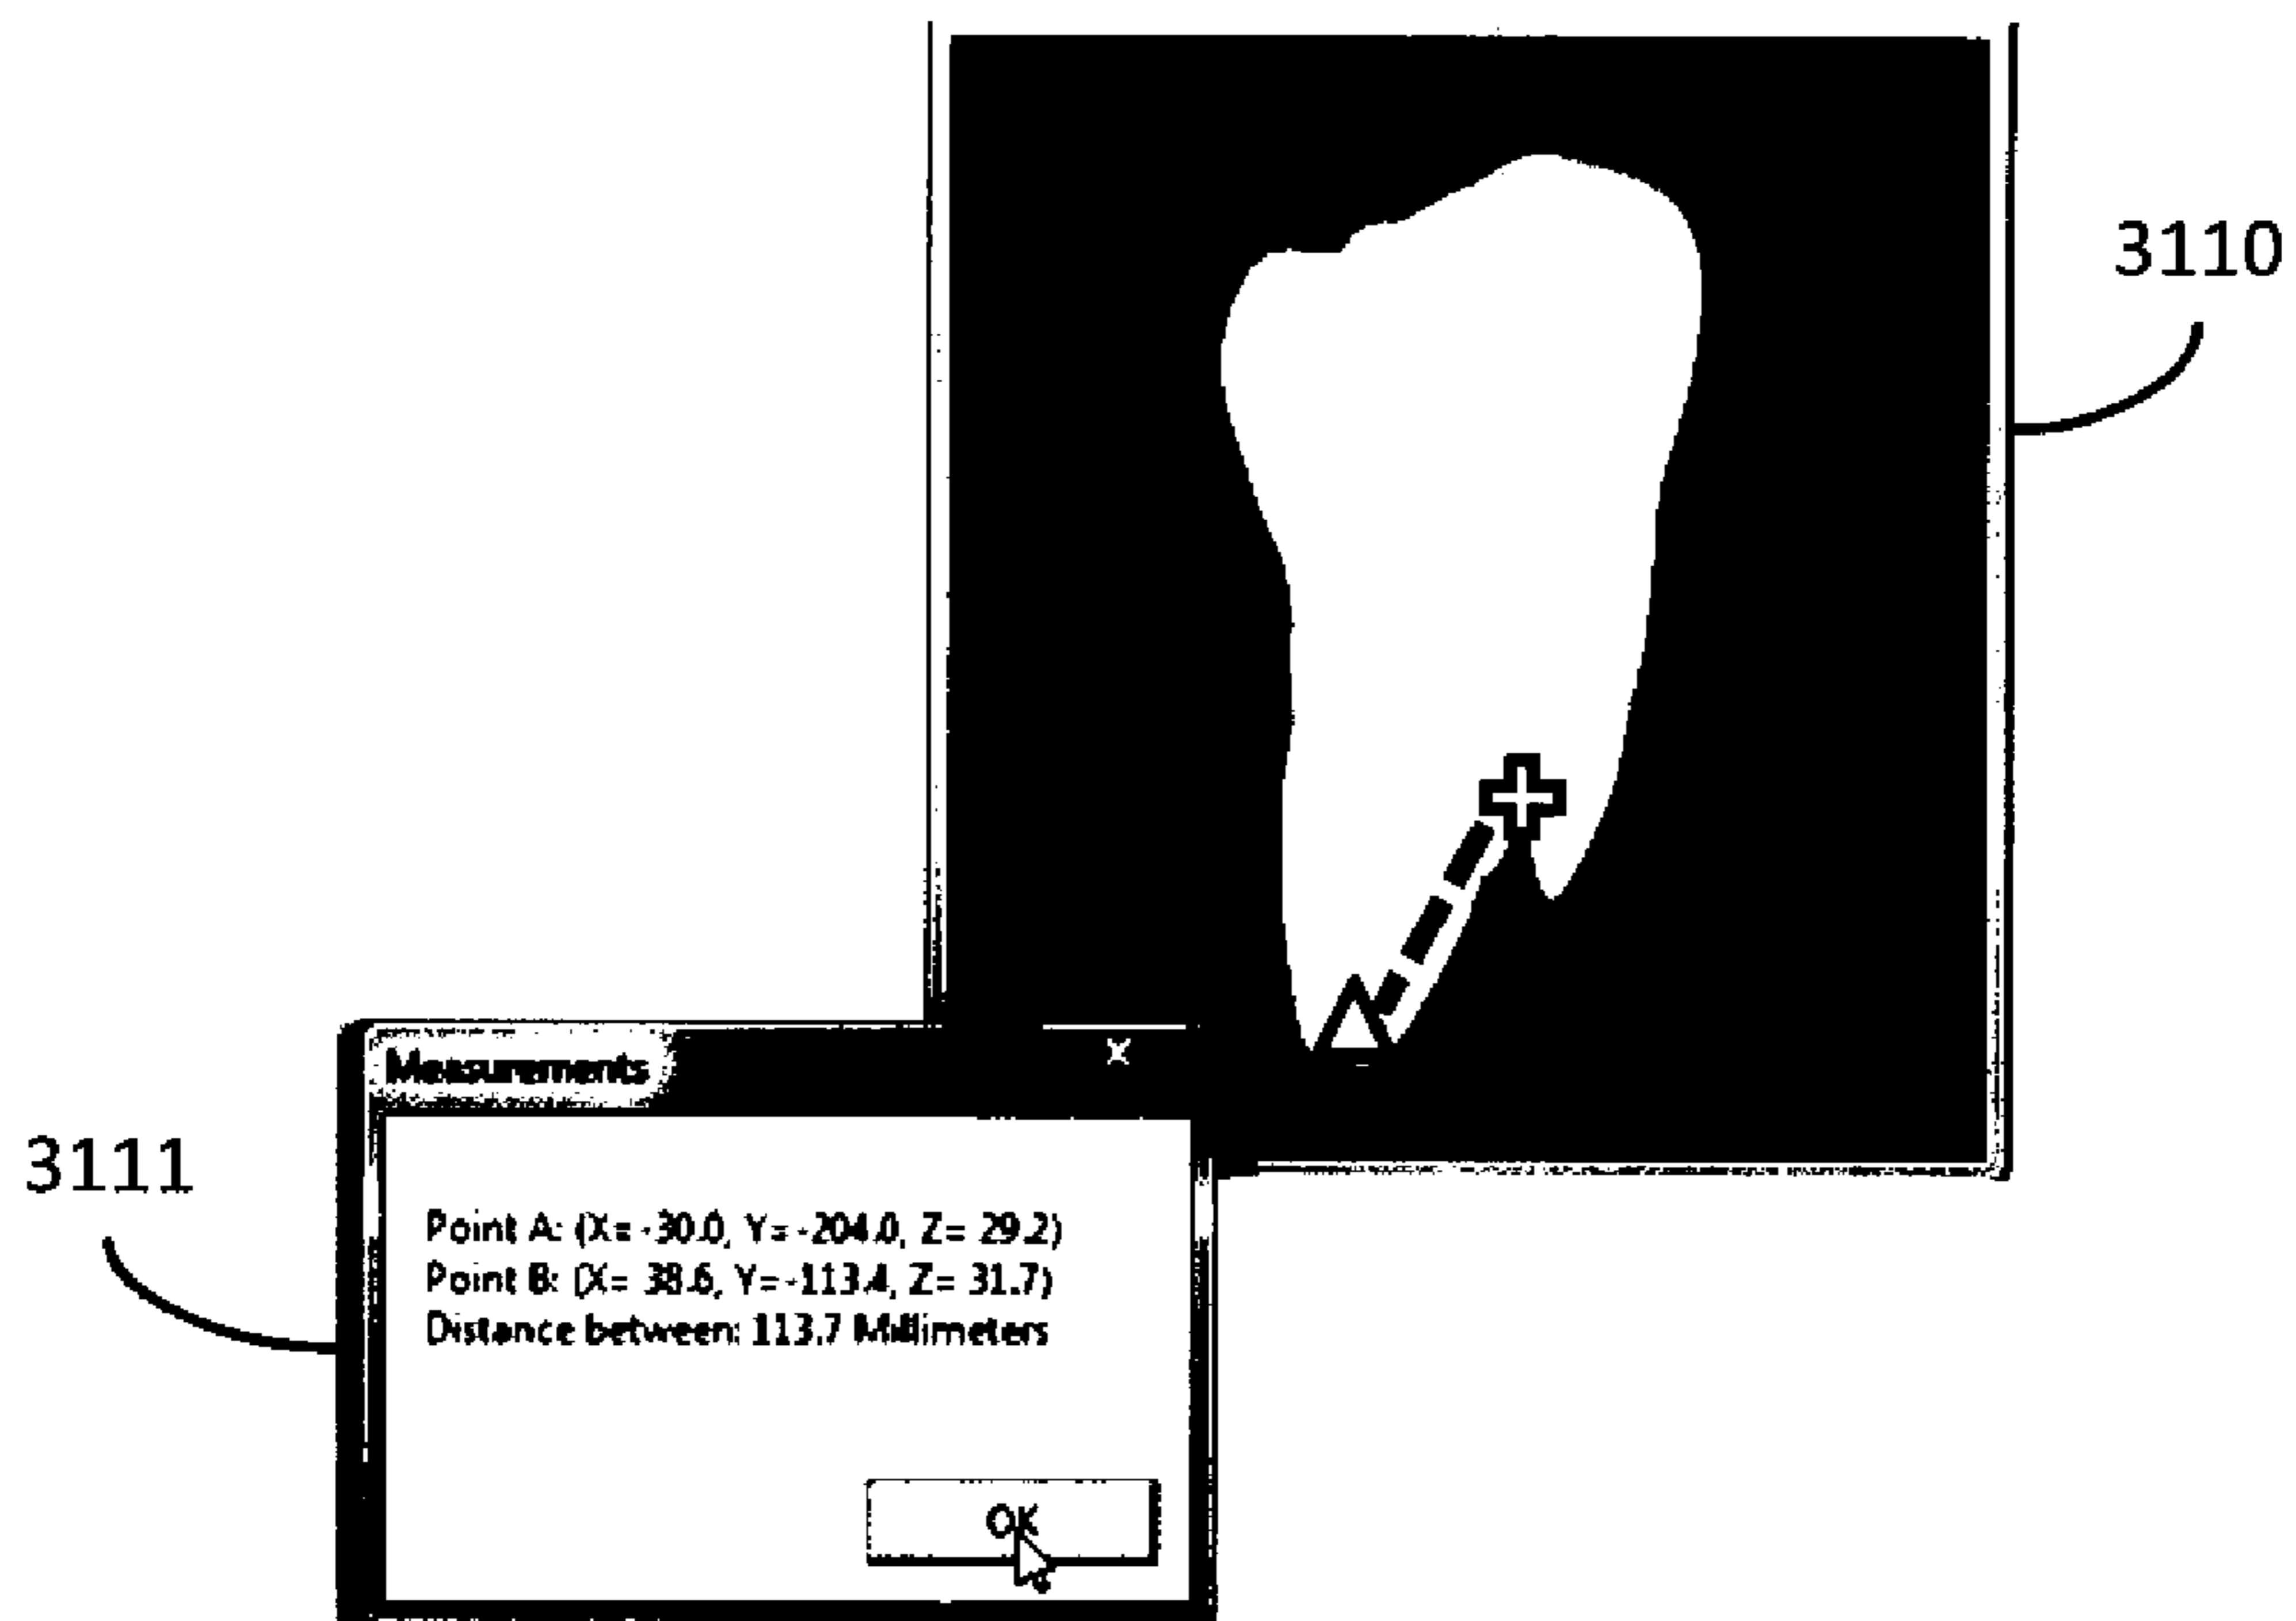 3110
Measurements
X
3111
Point A: (X= -30.0, Y= -204.0, Z= 29.2)
Point B: (X= 38.6, Y= -113.4, Z= 31.7)
Distance between: 113.7 Millimeters
OK